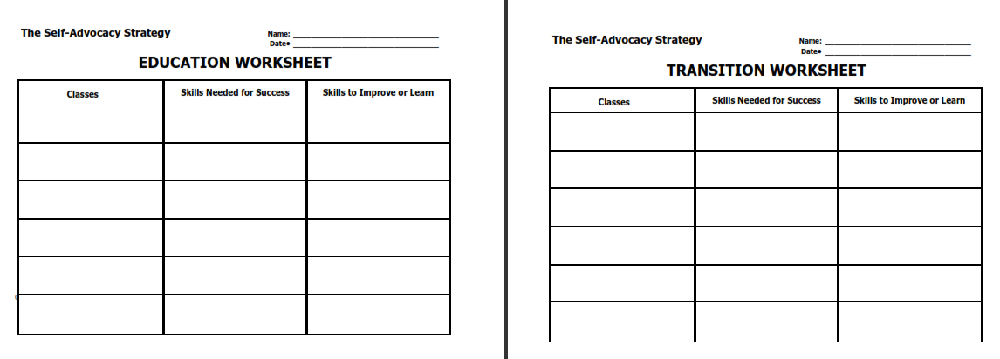 The Self-Advocacy Strategy
Name:
Date•
EDUCATION WORKSHEET
Classes Skills Needed for Success Skills to Improve or Learn
The Self-Advocacy Strategy
Name:
Date•
TRANSITION WORKSHEET
Classes Skills Needed for Success Skills to Improve or Learn